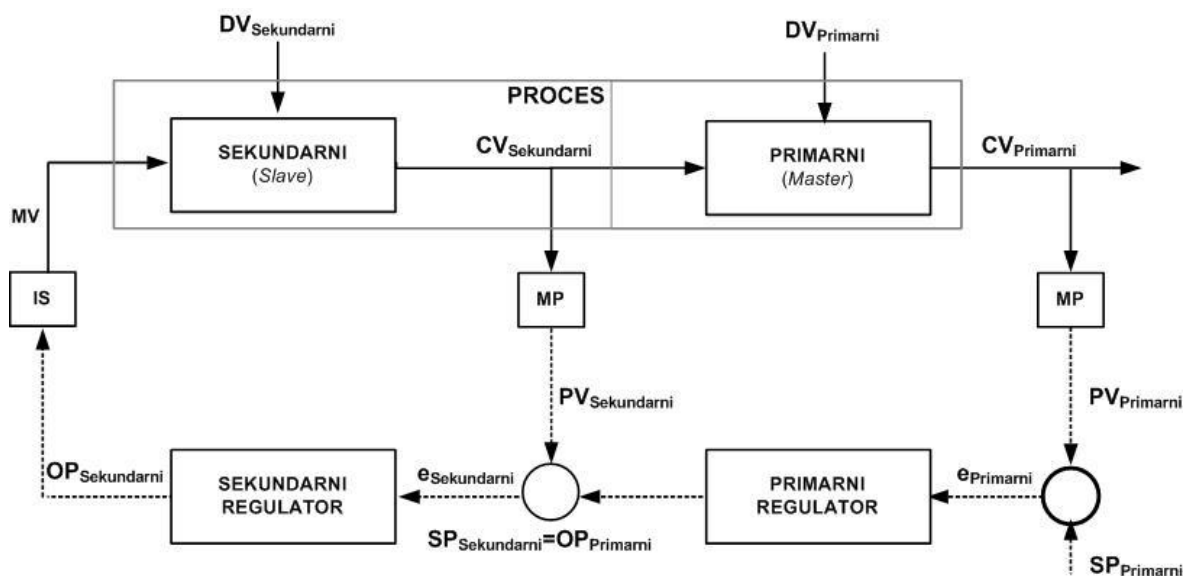 DVSekundarni
DVPrimarni
PROCES
SEKUNDARNI
(Slave)
CVSekundarni
PRIMARNI
(Master)
CVPrimarni
MV
IS
MP
MP
PVSekundarni
PVPrimarni
OPSekundarni
SEKUNDARNI
REGULATOR
eSekundarni
SPSekundarni=OPPrimarni
PRIMARNI
REGULATOR
ePrimarni
SPPrimarni